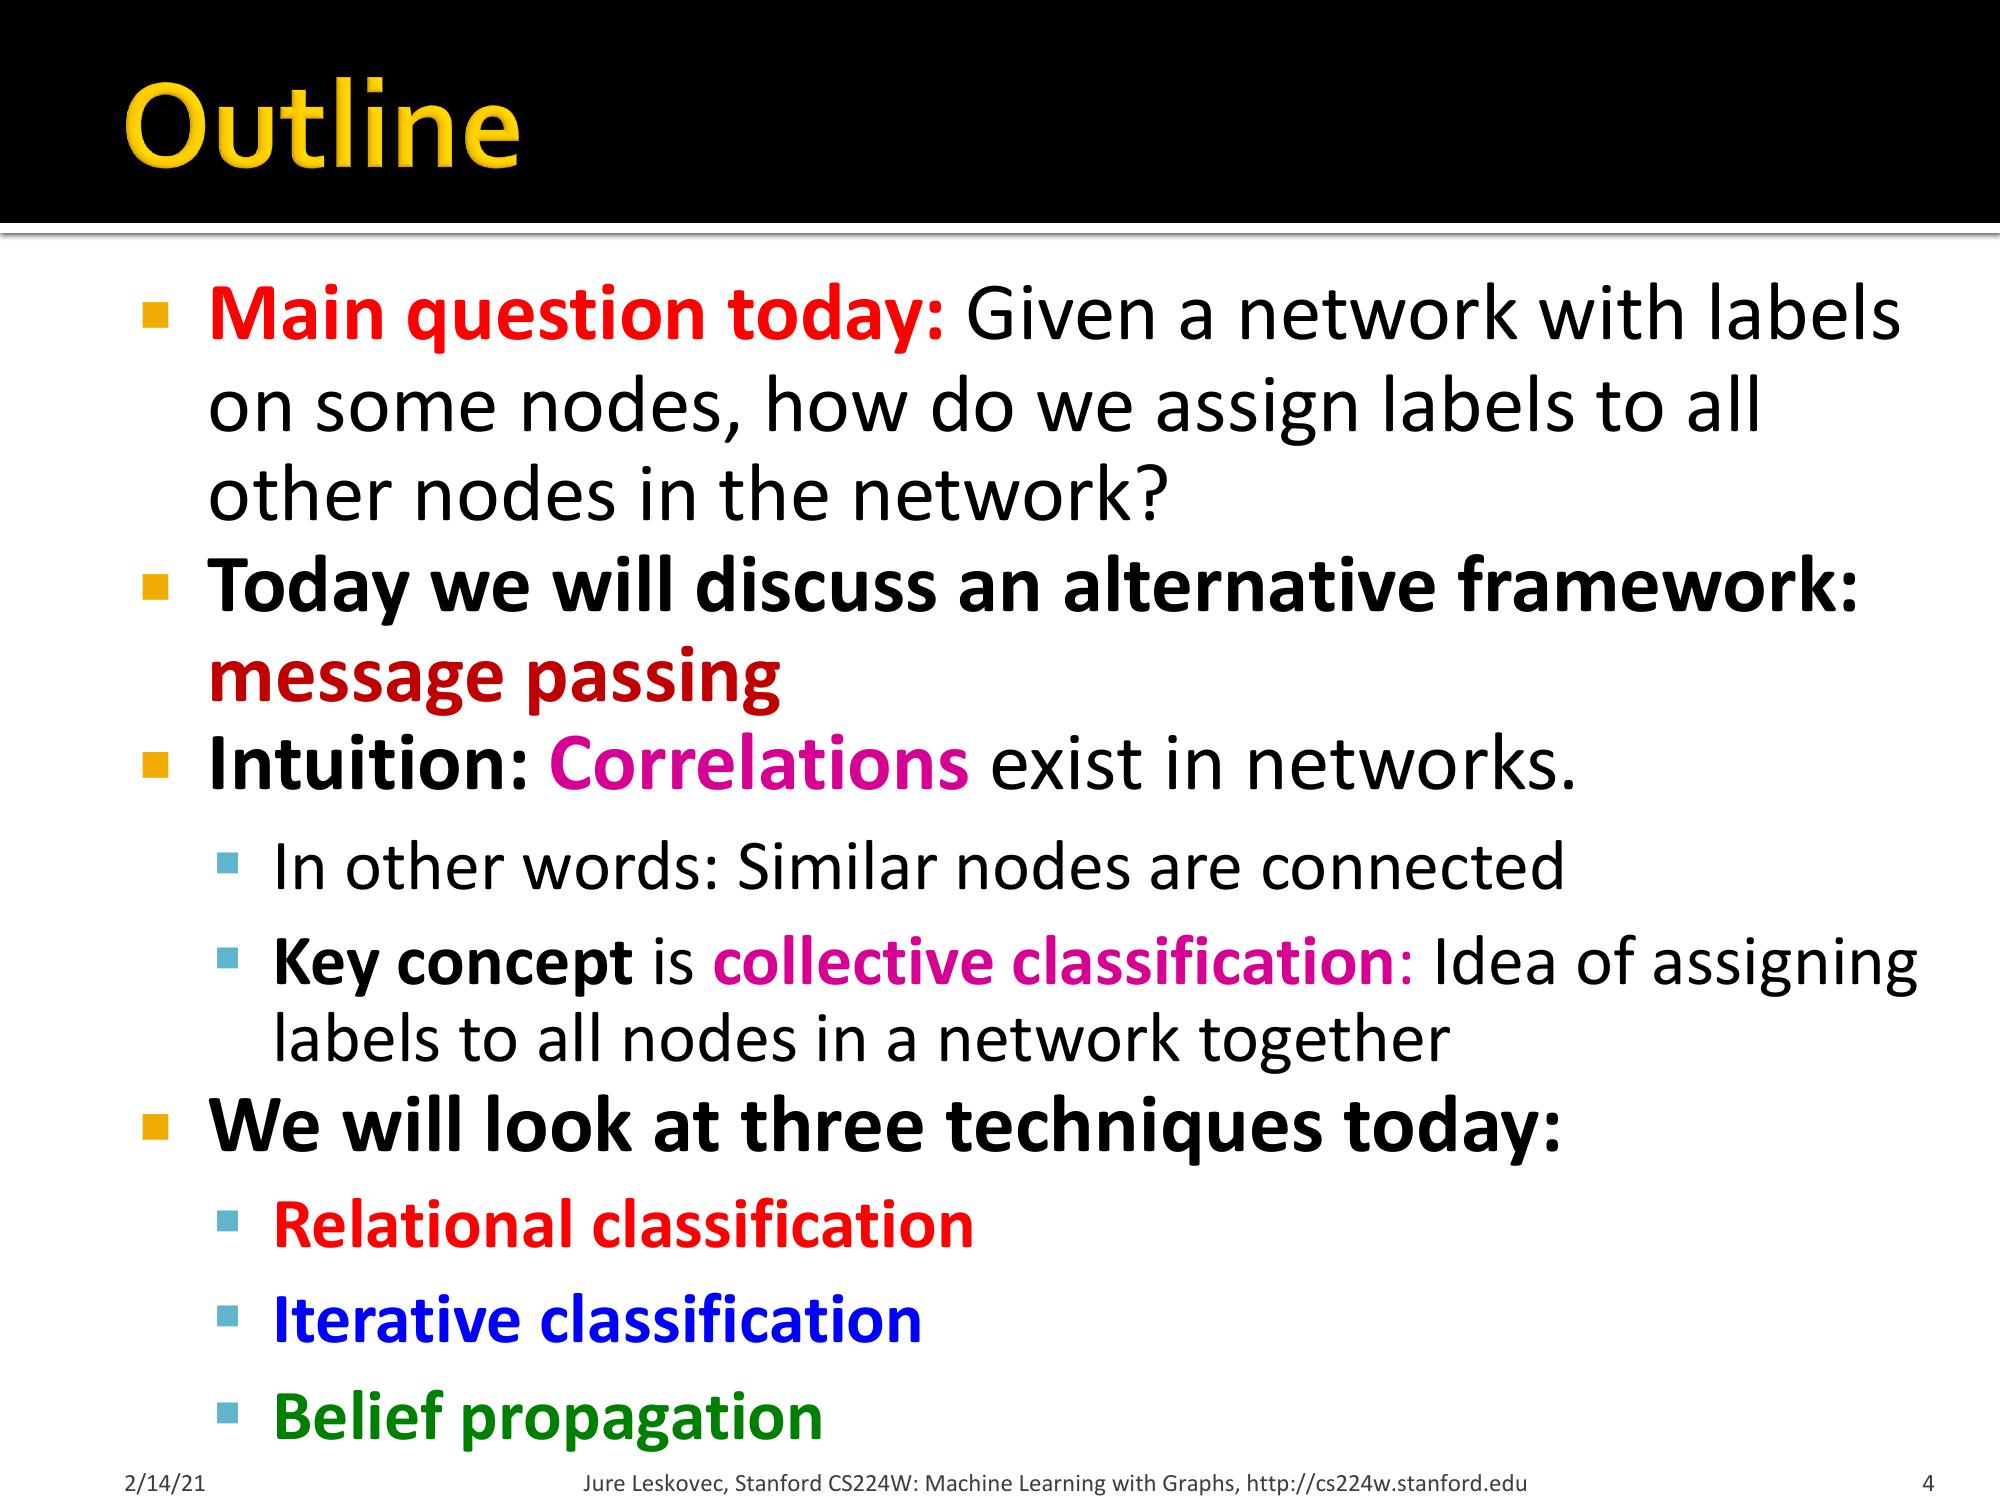 Outline
Main question today: Given a network with labels
on some nodes, how do we assign labels to all
other nodes in the network?
Today we will discuss an alternative framework:
message passing
Intuition: Correlations exist in networks.
In other words: Similar nodes are connected
Key concept is collective classification: Idea of assigning
labels to all nodes in a network together
We will look at three techniques today:
Relational classification
Iterative classification
Belief propagation
2/14/21 Jure Leskovec, Stanford CS224W: Machine Learning with Graphs, http://cs224w.stanford.edu 4